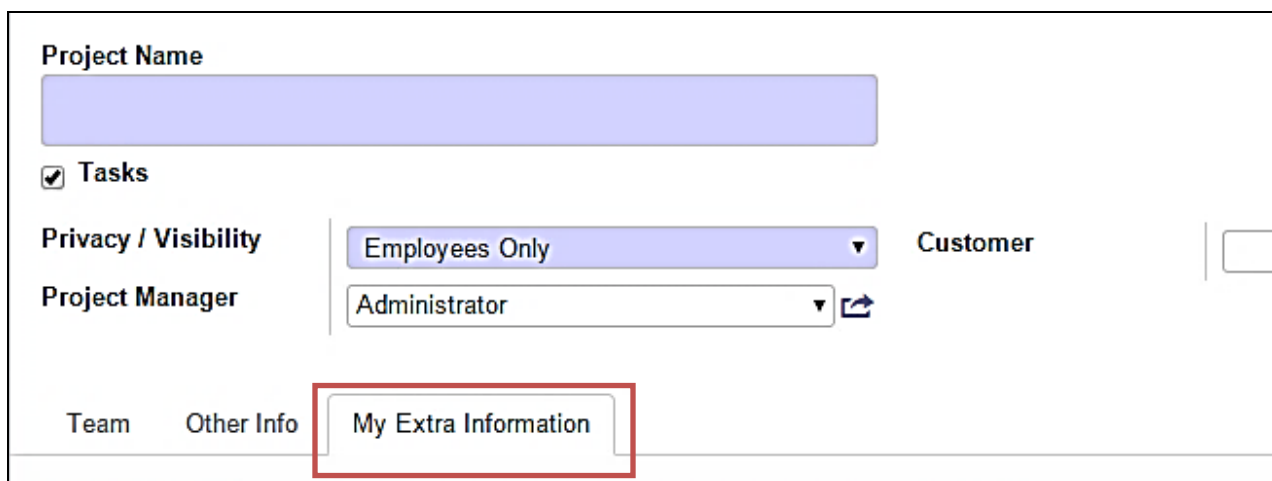 Project Name
Tasks
Privacy / Visibility Employees Only Customer
Project Manager Administrator
Team Other Info My Extra Information